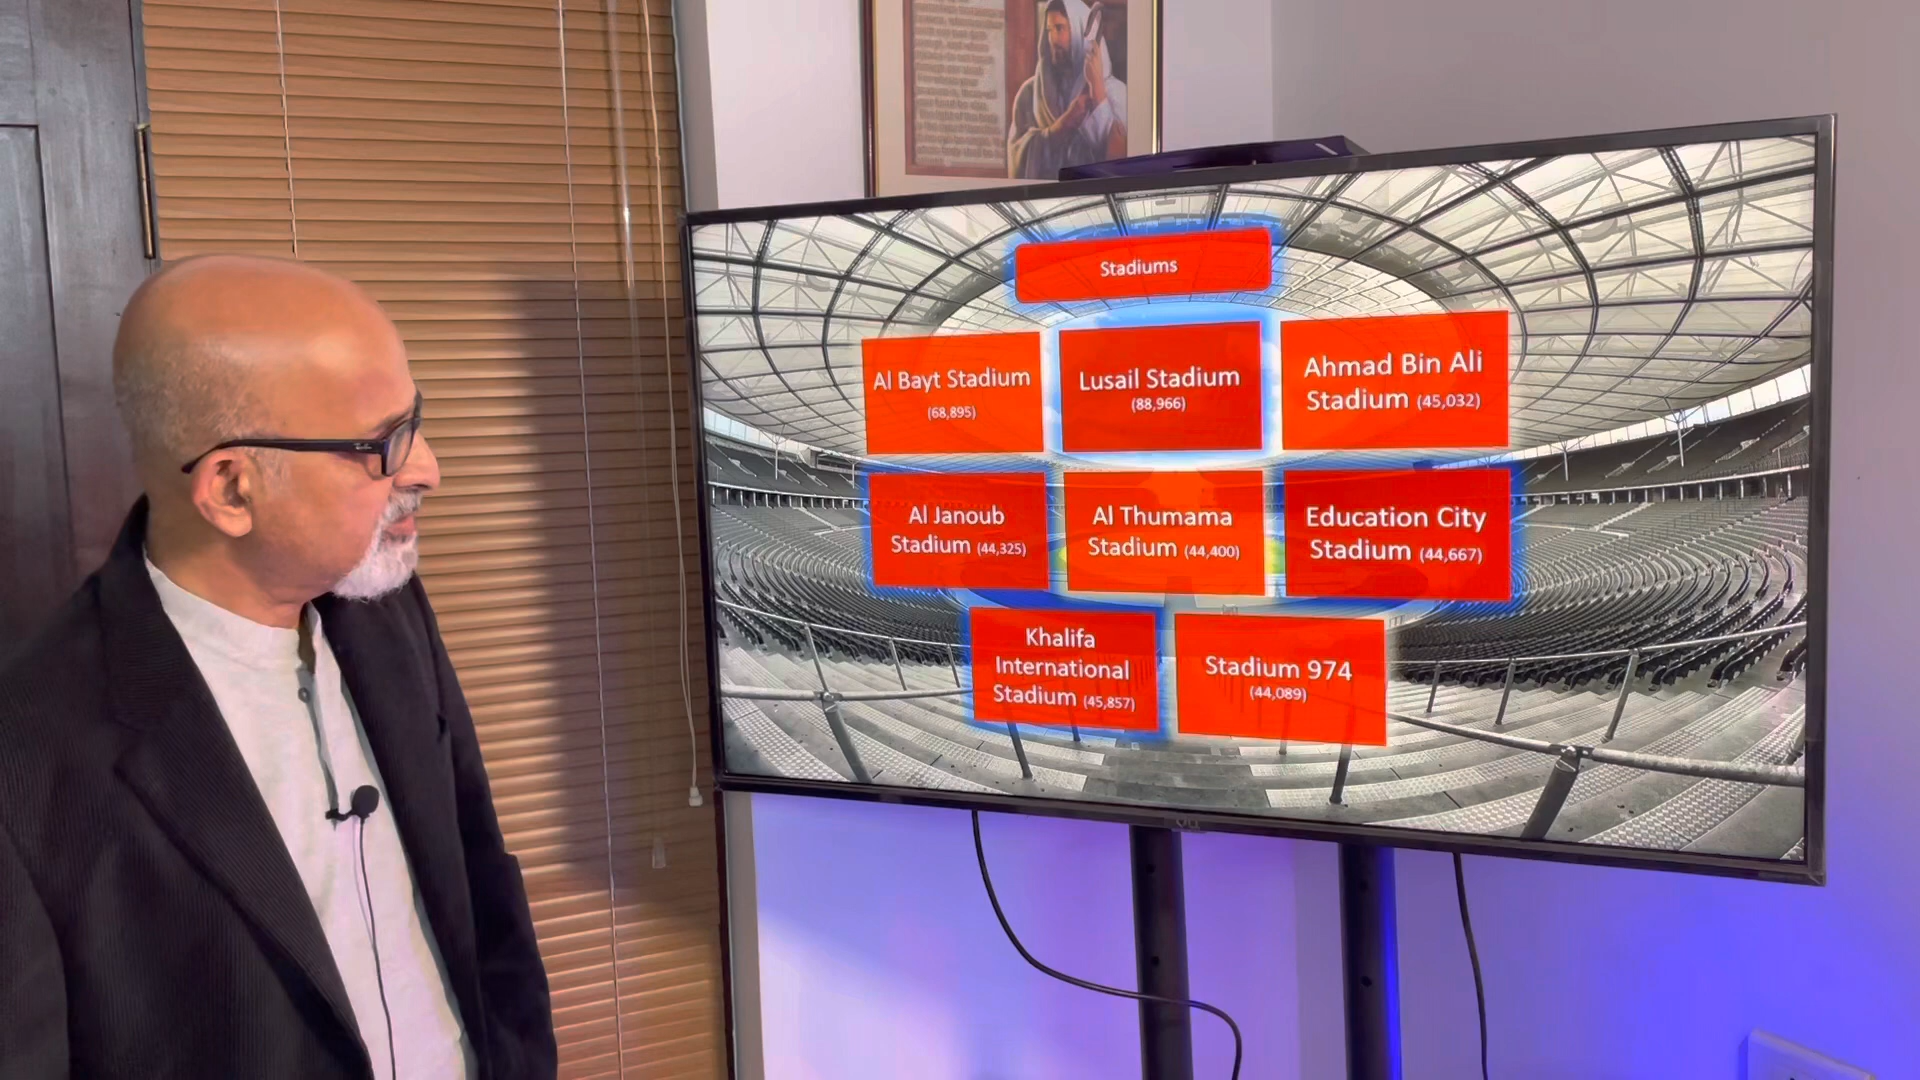 Stadiums
Al Bayt Stadium
(68,895)
Lusail Stadium
(88,966)
Ahmad Bin Ali
Stadium (45,032)
Al Janoub
Stadium (44,325)
Al Thumama
Stadium (44,400)
Education City
Stadium (44,667)
Khalifa
International
Stadium (45,857)
Stadium 974
(44,089)
Ray-Ban